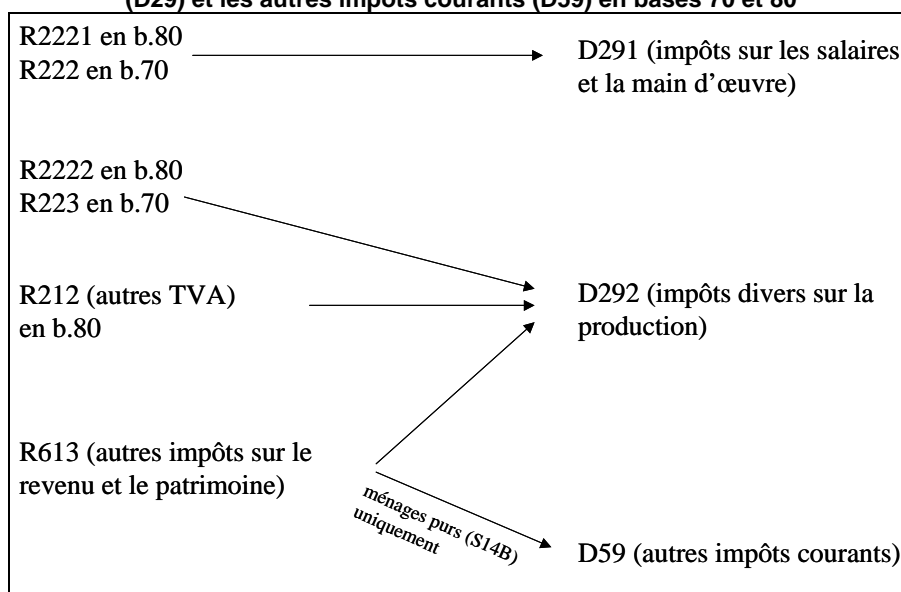 (D29) et les autres impôts courants (D59) en bases 70 et 80
R2221 en b.80
R222 en b.70
D291 (impôts sur les salaires
et la main d’œuvre)
R2222 en b.80
R223 en b.70
R212 (autres TVA)
en b.80
D292 (impôts divers sur la
production)
R613 (autres impôts sur le
revenu et le patrimoine)
ménages purs (S14B)
uniquement
D59 (autres impôts courants)